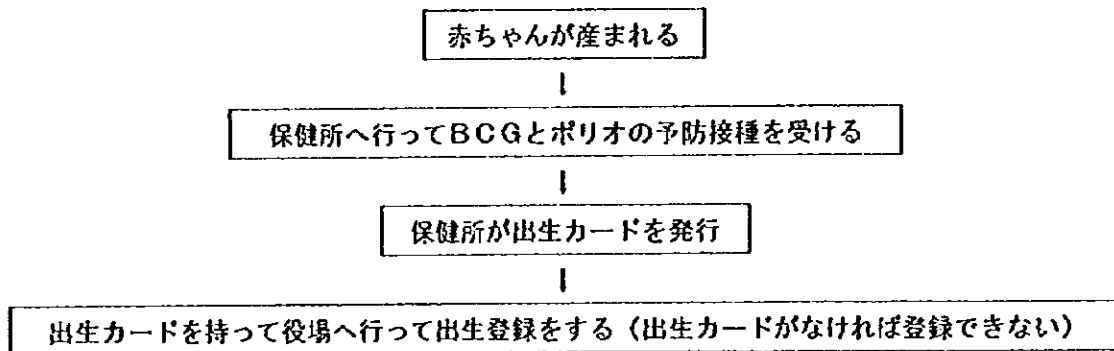 赤ちゃんが産まれる
保健所へ行ってBCGとポリオの予防接種を受ける
保健所が出生カードを発行
出生カードを持って役場へ行って出生登録をする（出生カードがなければ登録できない）